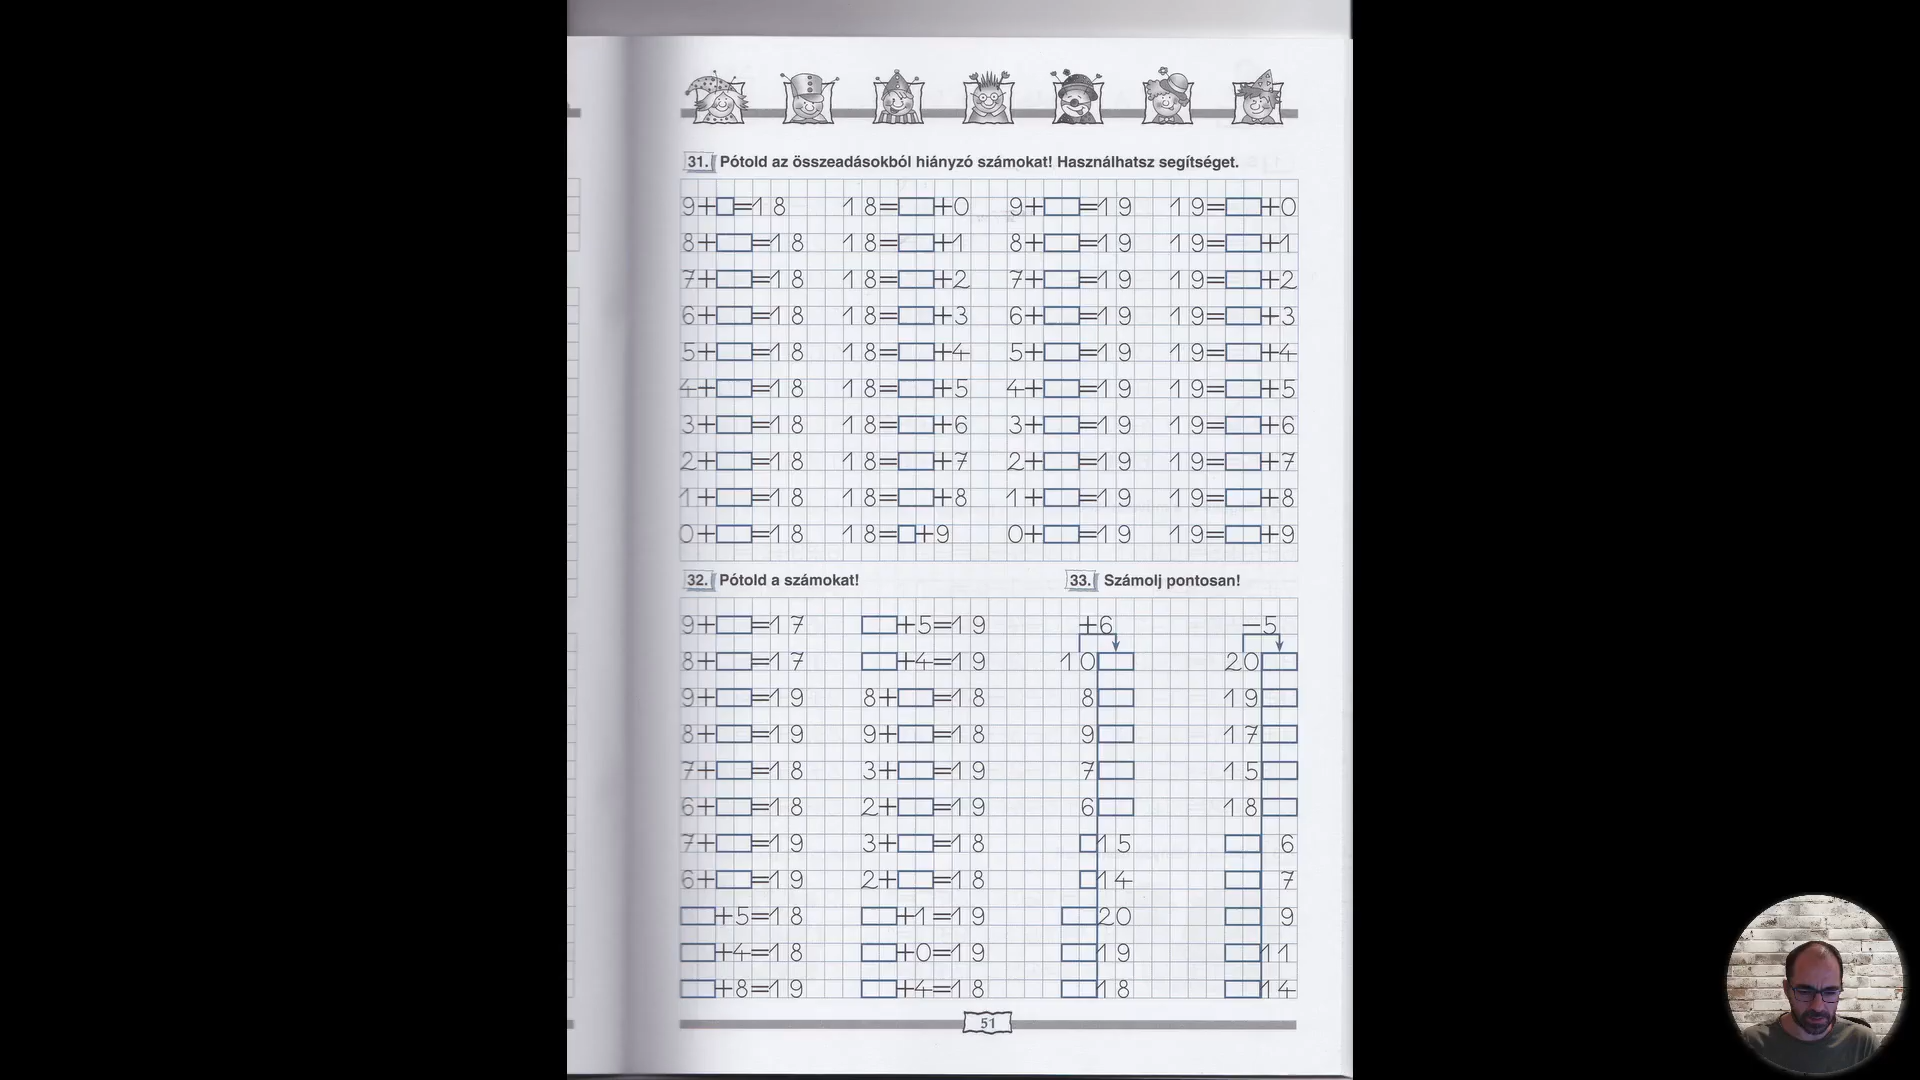 31. Pótold az összeadásokból hiányzó számokat! Használhatsz segítséget.
9+□=18 18=□+0 9+□=19 19=□+0
8+□=18 18=□+1 8+□=19 19=□+1
7+□=18 18=□+2 7+□=19 19=□+2
6+□=18 18=□+3 6+□=19 19=□+3
5+□=18 18=□+4 5+□=19 19=□+4
4+□=18 18=□+5 4+□=19 19=□+5
3+□=18 18=□+6 3+□=19 19=□+6
2+□=18 18=□+7 2+□=19 19=□+7
1+□=18 18=□+8 1+□=19 19=□+8
0+□=18 18=□+9 0+□=19 19=□+9
32. Pótold a számokat!
9+□=17 □+5=19
8+□=17 □+4=19
9+□=19 8+□=18
8+□=19 9+□=18
7+□=18 3+□=19
6+□=18 2+□=19
7+□=19 3+□=18
6+□=19 2+□=18
□+5=18 □+1=19
□+4=18 □+0=19
□+8=19 □+4=18
33. Számolj pontosan!
+6 −5
10□ 20□
8□ 19□
9□ 17□
7□ 15□
6□ 18□
□15 □6
□14 □7
□20 □9
□19 □11
□18 □14
51